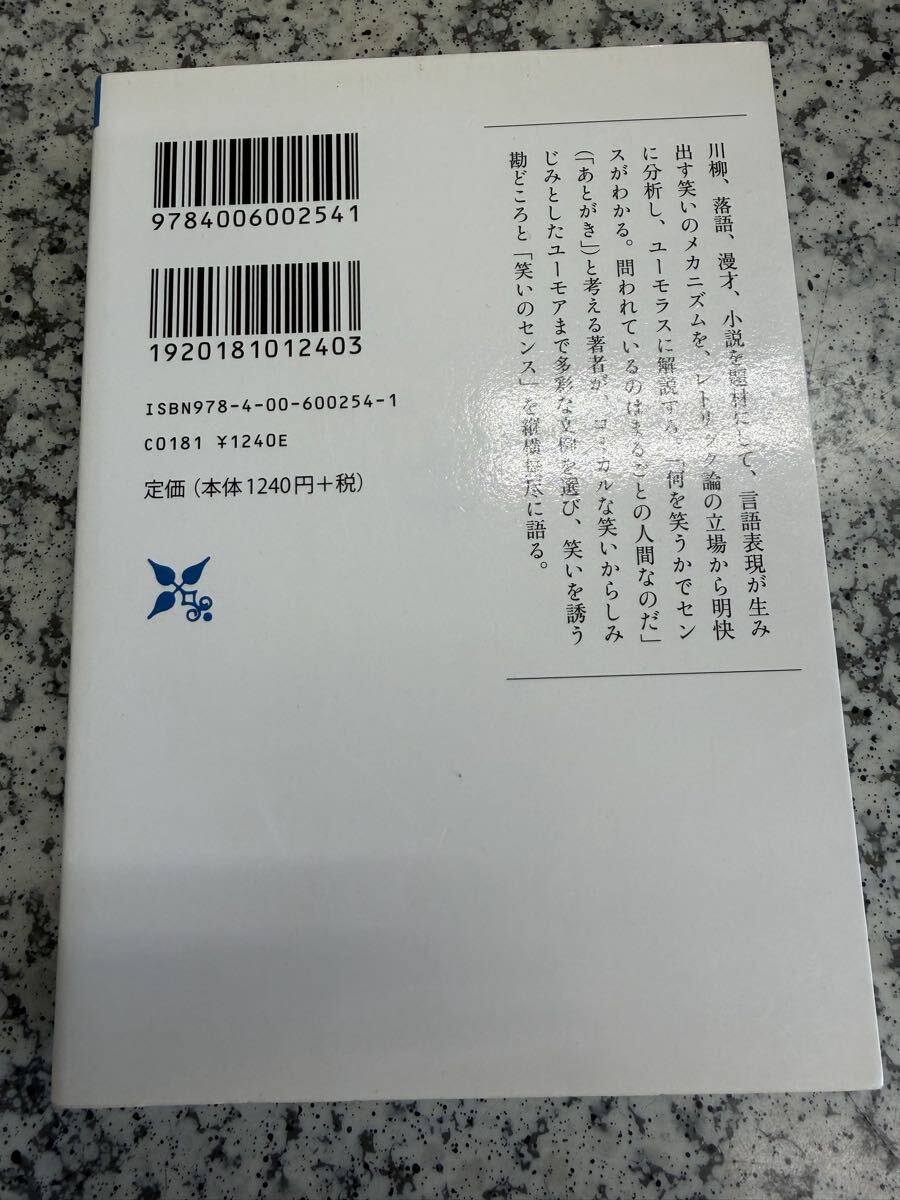 川柳、落語、漫才、小説を題材にして、言語表現が生み
出す笑いのメカニズムを、レトリック論の立場から明快
に分析し、ユーモラスに解説する。「何を笑うかでセン
スがわかる。問われているのはまるごとの人間なのだ」
(「あとがき」)と考える著者が、コミカルな笑いからしみ
じみとしたユーモアまで多彩な文例を選び、笑いを誘う
勘どころと「笑いのセンス」を縦横無尽に語る。
9784006002541
1920181012403
ISBN978-4-00-600254-1
C0181 ¥1240E
定価(本体1240円+税)